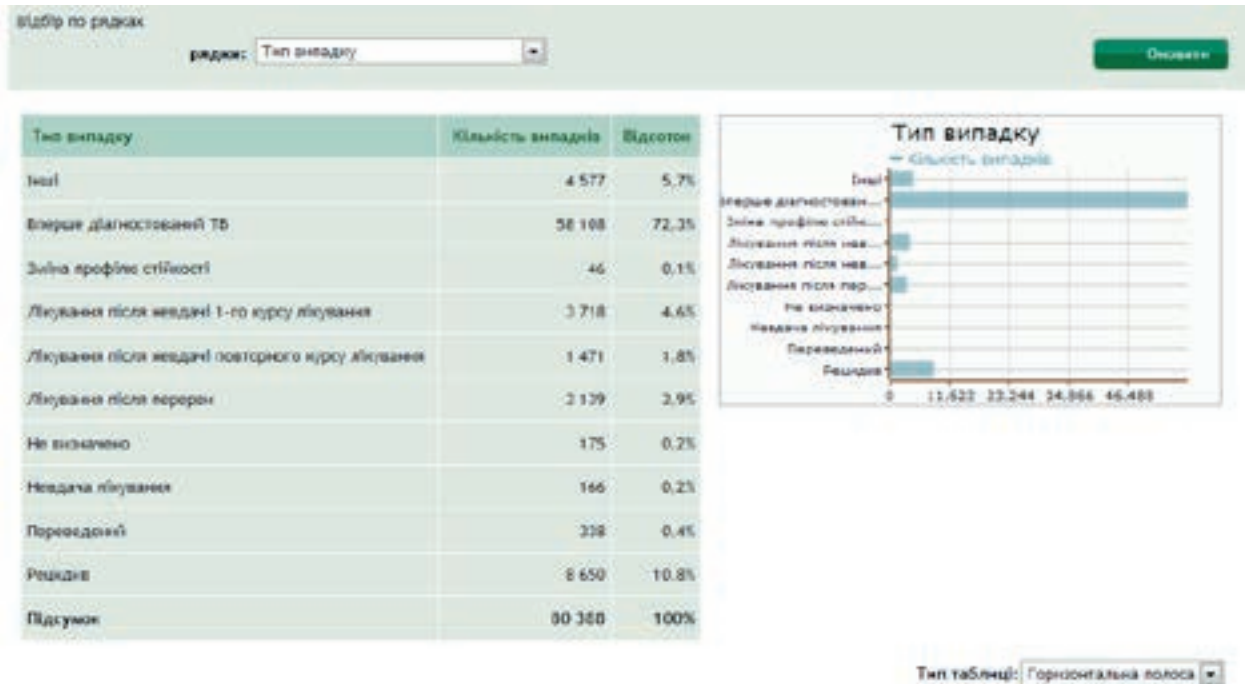 Відбір по рядках
рядки: Тип випадку
Оновити
Тип випадку Кількість випадків Відсоток
Інші 4 577 5,7%
Вперше діагностований ТБ 58 108 72,3%
Зміна профілю стійкості 46 0,1%
Лікування після невдачі 1-го курсу лікування 3 718 4,6%
Лікування після невдачі повторного курсу лікування 1 471 1,8%
Лікування після перерви 3 139 3,9%
Не визначено 175 0,2%
Невдача лікування 166 0,2%
Переведений 338 0,4%
Рецидив 8 650 10,8%
Підсумок 80 388 100%
Тип випадку
Кількість випадків
Інші
Вперше діагностован...
Зміна профілю стійк...
Лікування після нев...
Лікування після нев...
Лікування після пер...
Не визначено
Невдача лікування
Переведений
Рецидив
0 11,622 23,244 34,866 46,488
Тип таблиці: Горизонтальна полоса